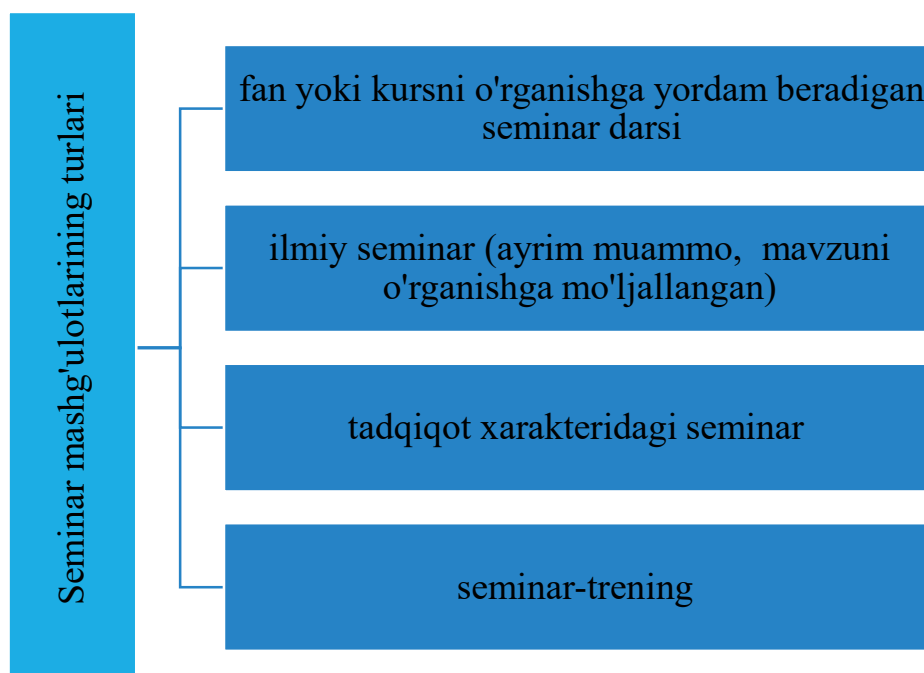 Seminar mashg'ulotlarining turlari
fan yoki kursni o'rganishga yordam beradigan
seminar darsi
ilmiy seminar (ayrim muammo,  mavzuni
o'rganishga mo'ljallangan)
tadqiqot xarakteridagi seminar
seminar-trening